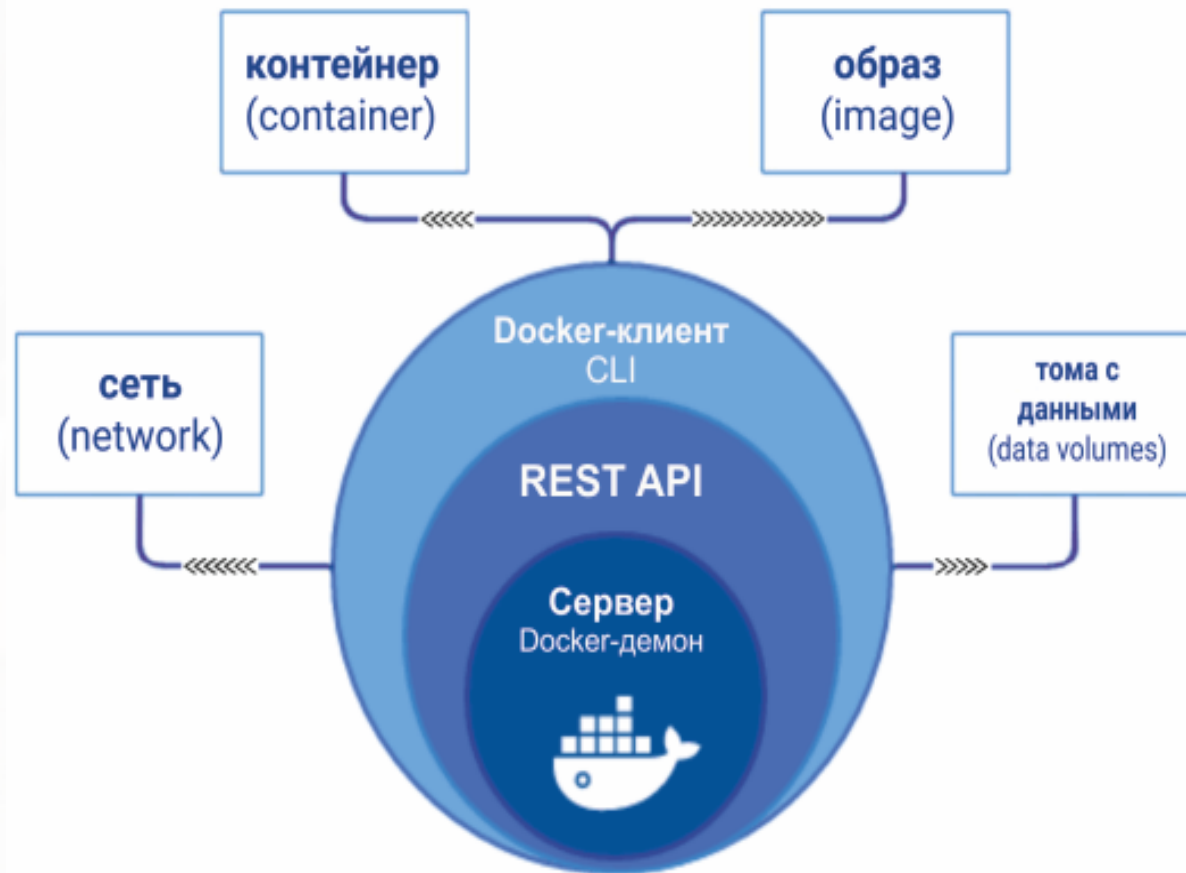 контейнер
(container)
образ
(image)
сеть
(network)
тома с
данными
(data volumes)
Docker-клиент
CLI
REST API
Сервер
Docker-демон